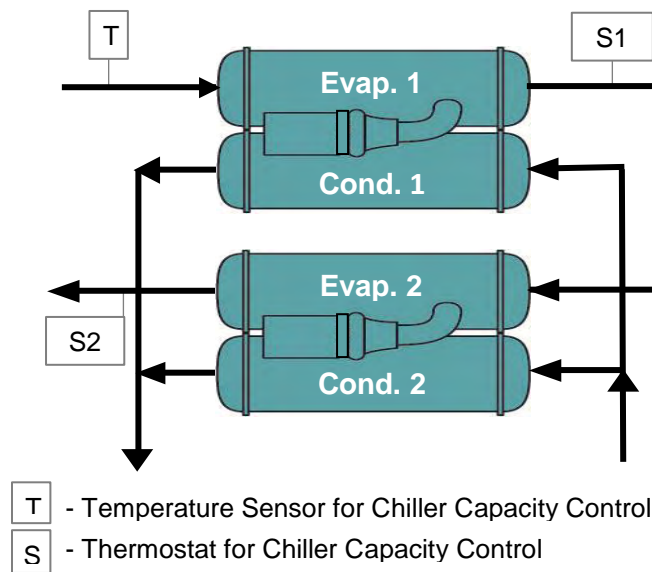 T
S1
Evap. 1
Cond. 1
Evap. 2
S2
Cond. 2
T - Temperature Sensor for Chiller Capacity Control
S - Thermostat for Chiller Capacity Control